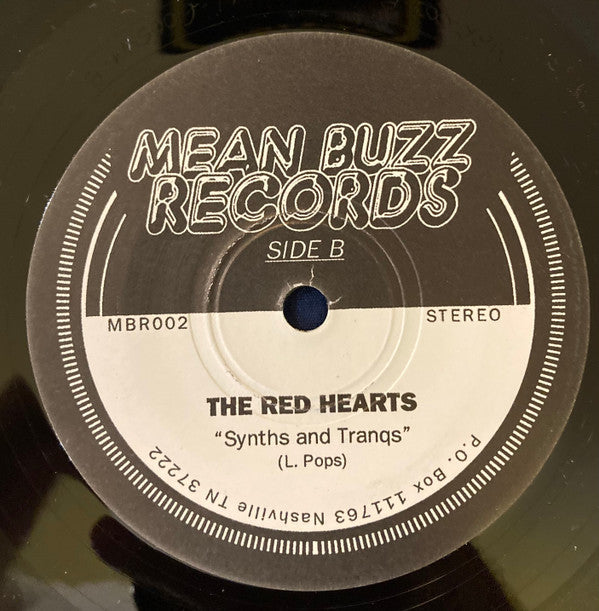 MEAN BUZZ
RECORDS
SIDE B
MBR002
STEREO
THE RED HEARTS
"Synths and Tranqs"
(L. Pops)
P.O. Box 111763 Nashville TN 37222